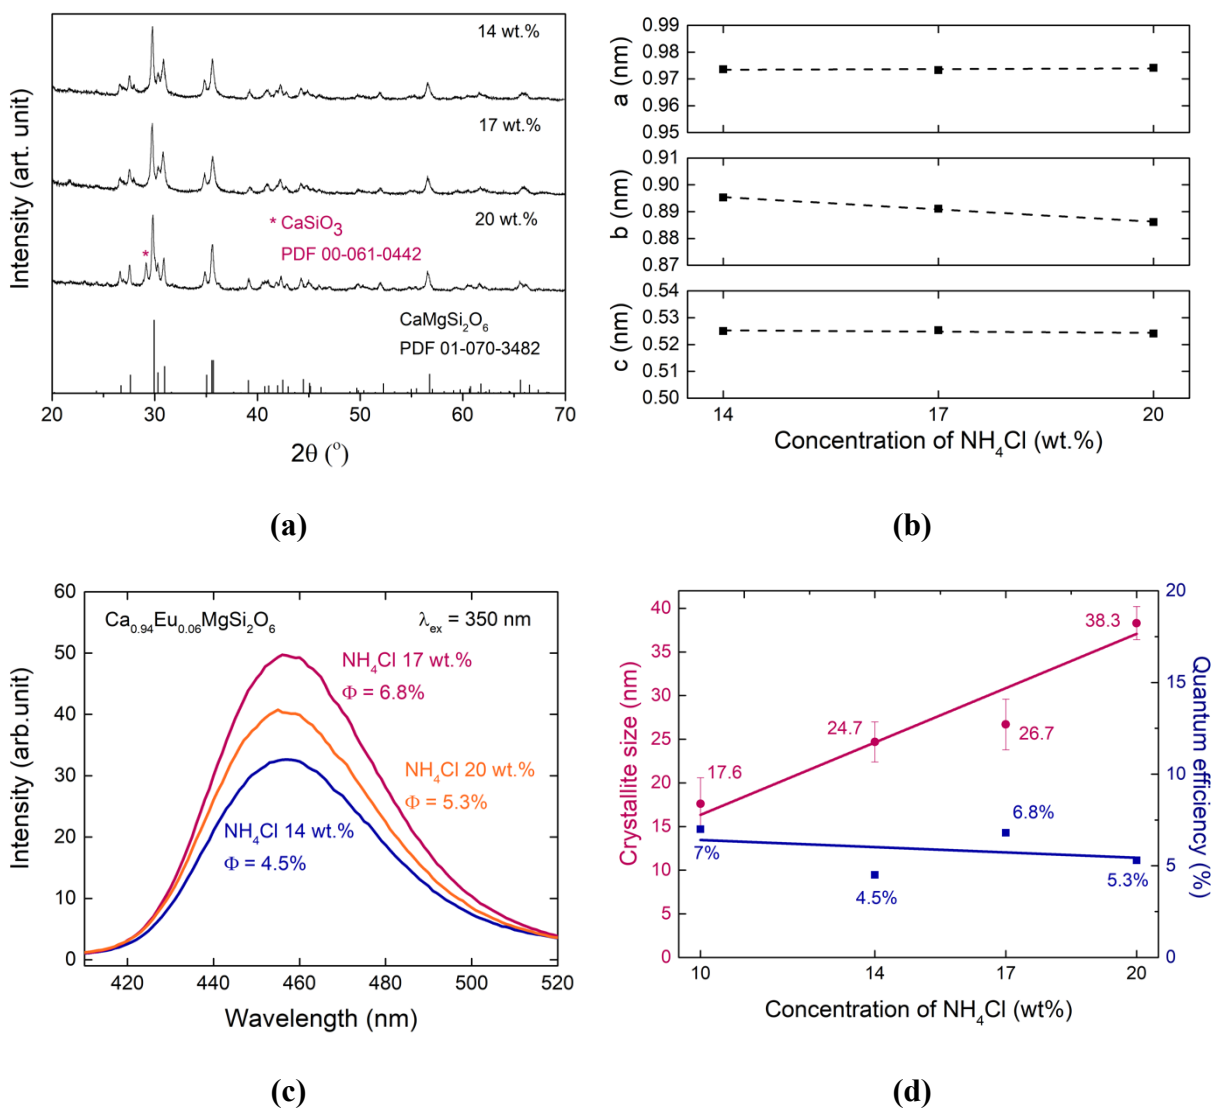 14 wt.%
17 wt.%
20 wt.%
* CaSiO3
PDF 00-061-0442
*
CaMgSi2O6
PDF 01-070-3482
Intensity (art. unit)
20 30 40 50 60 70
2θ (°)
(a)
0.99
0.98
0.97
0.96
0.95
a (nm)
0.91
0.90
0.89
0.88
0.87
b (nm)
0.54
0.53
0.52
0.51
0.50
c (nm)
14 17 20
Concentration of NH4Cl (wt.%)
(b)
60
50
40
30
20
10
0
Intensity (arb.unit)
Ca0.94Eu0.06MgSi2O6
λex = 350 nm
NH4Cl 17 wt.%
Φ = 6.8%
NH4Cl 20 wt.%
Φ = 5.3%
NH4Cl 14 wt.%
Φ = 4.5%
420 440 460 480 500 520
Wavelength (nm)
(c)
40
35
30
25
20
15
10
5
0
Crystallite size (nm)
17.6
24.7
26.7
38.3
7%
4.5%
6.8%
5.3%
20
15
10
5
0
Quantum efficiency (%)
10 14 17 20
Concentration of NH4Cl (wt%)
(d)